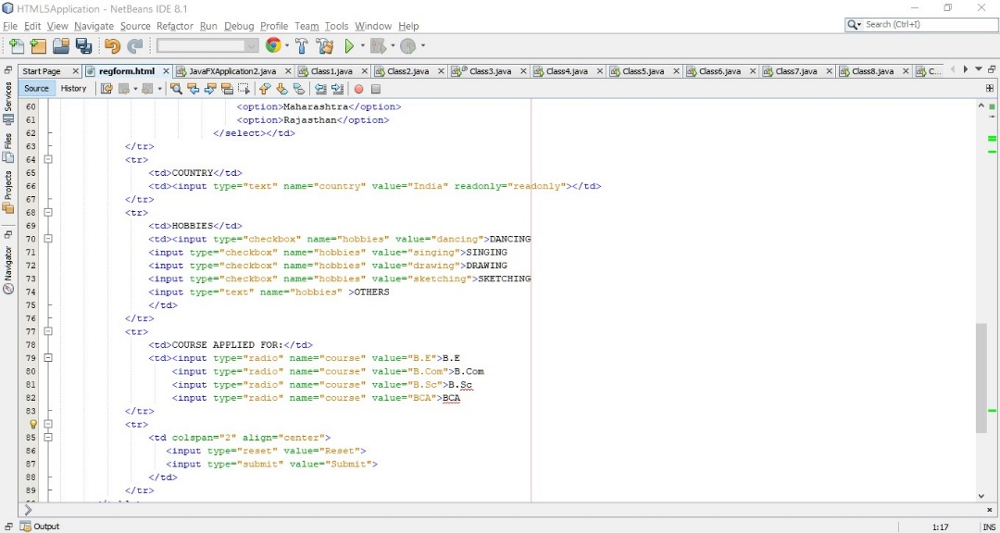 HTML5Application - NetBeans IDE 8.1
File Edit View Navigate Source Refactor Run Debug Profile Team Tools Window Help
Search (Ctrl+I)
Start Page regform.html JavaFXApplication2.java Class1.java Class2.java Class3.java Class4.java Class5.java Class6.java Class7.java Class8.java C...
Source History
Services
Files
Projects
Navigator
60 <option>Maharashtra</option>
61 <option>Rajasthan</option>
62 </select></td>
63 </tr>
64 <tr>
65 <td>COUNTRY</td>
66 <td><input type="text" name="country" value="India" readonly="readonly"></td>
67 </tr>
68 <tr>
69 <td>HOBBIES</td>
70 <td><input type="checkbox" name="hobbies" value="dancing">DANCING
71 <input type="checkbox" name="hobbies" value="singing">SINGING
72 <input type="checkbox" name="hobbies" value="drawing">DRAWING
73 <input type="checkbox" name="hobbies" value="sketching">SKETCHING
74 <input type="text" name="hobbies" >OTHERS
75 </td>
76 </tr>
77 <tr>
78 <td>COURSE APPLIED FOR:</td>
79 <td><input type="radio" name="course" value="B.E">B.E
80 <input type="radio" name="course" value="B.Com">B.Com
81 <input type="radio" name="course" value="B.Sc">B.Sc
82 <input type="radio" name="course" value="BCA">BCA
83 </tr>
<tr>
85 <td colspan="2" align="center">
86 <input type="reset" value="Reset">
87 <input type="submit" value="Submit">
88 </td>
89 </tr>
Output
1:17 INS